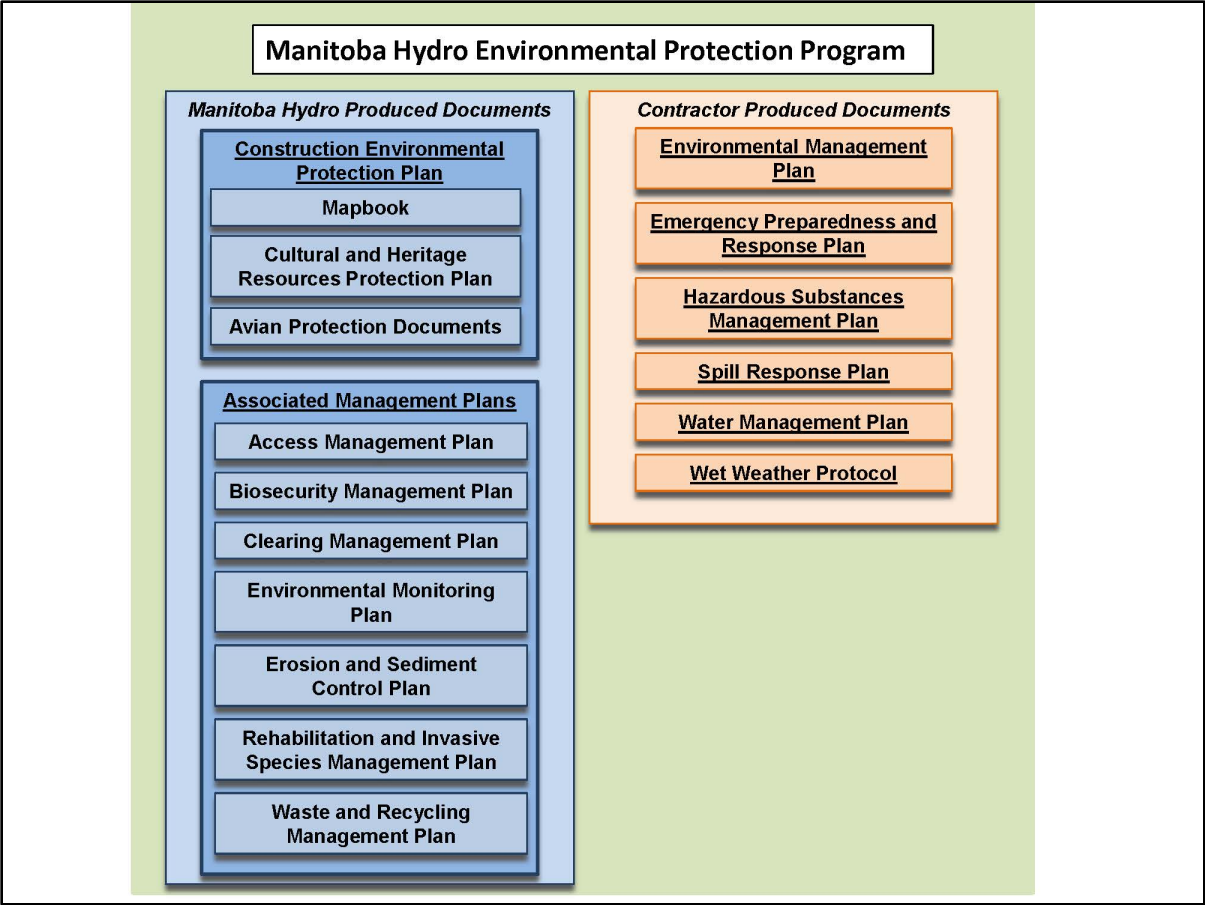 Manitoba Hydro Environmental Protection Program
Manitoba Hydro Produced Documents
Construction Environmental
Protection Plan
Mapbook
Cultural and Heritage
Resources Protection Plan
Avian Protection Documents
Associated Management Plans
Access Management Plan
Biosecurity Management Plan
Clearing Management Plan
Environmental Monitoring
Plan
Erosion and Sediment
Control Plan
Rehabilitation and Invasive
Species Management Plan
Waste and Recycling
Management Plan
Contractor Produced Documents
Environmental Management
Plan
Emergency Preparedness and
Response Plan
Hazardous Substances
Management Plan
Spill Response Plan
Water Management Plan
Wet Weather Protocol